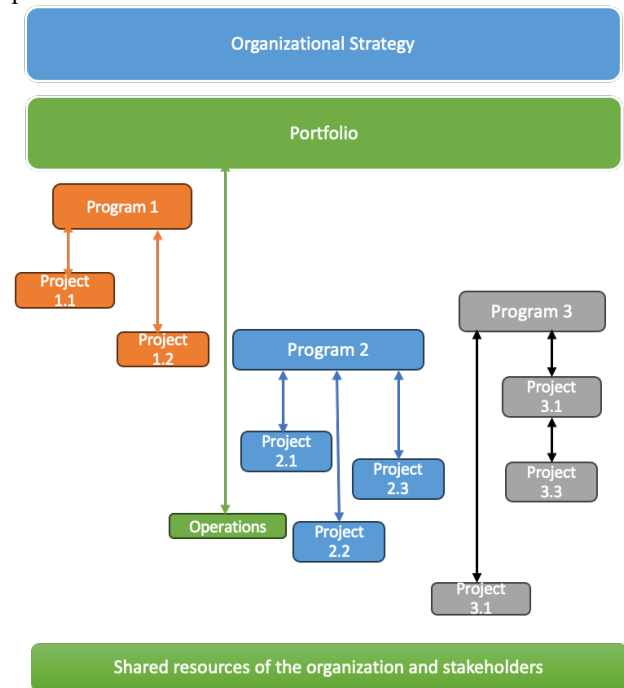 Organizational Strategy
Portfolio
Program 1
Project
1.1
Project
1.2
Program 2
Project
2.1
Project
2.3
Project
2.2
Operations
Program 3
Project
3.1
Project
3.3
Project
3.1
Shared resources of the organization and stakeholders